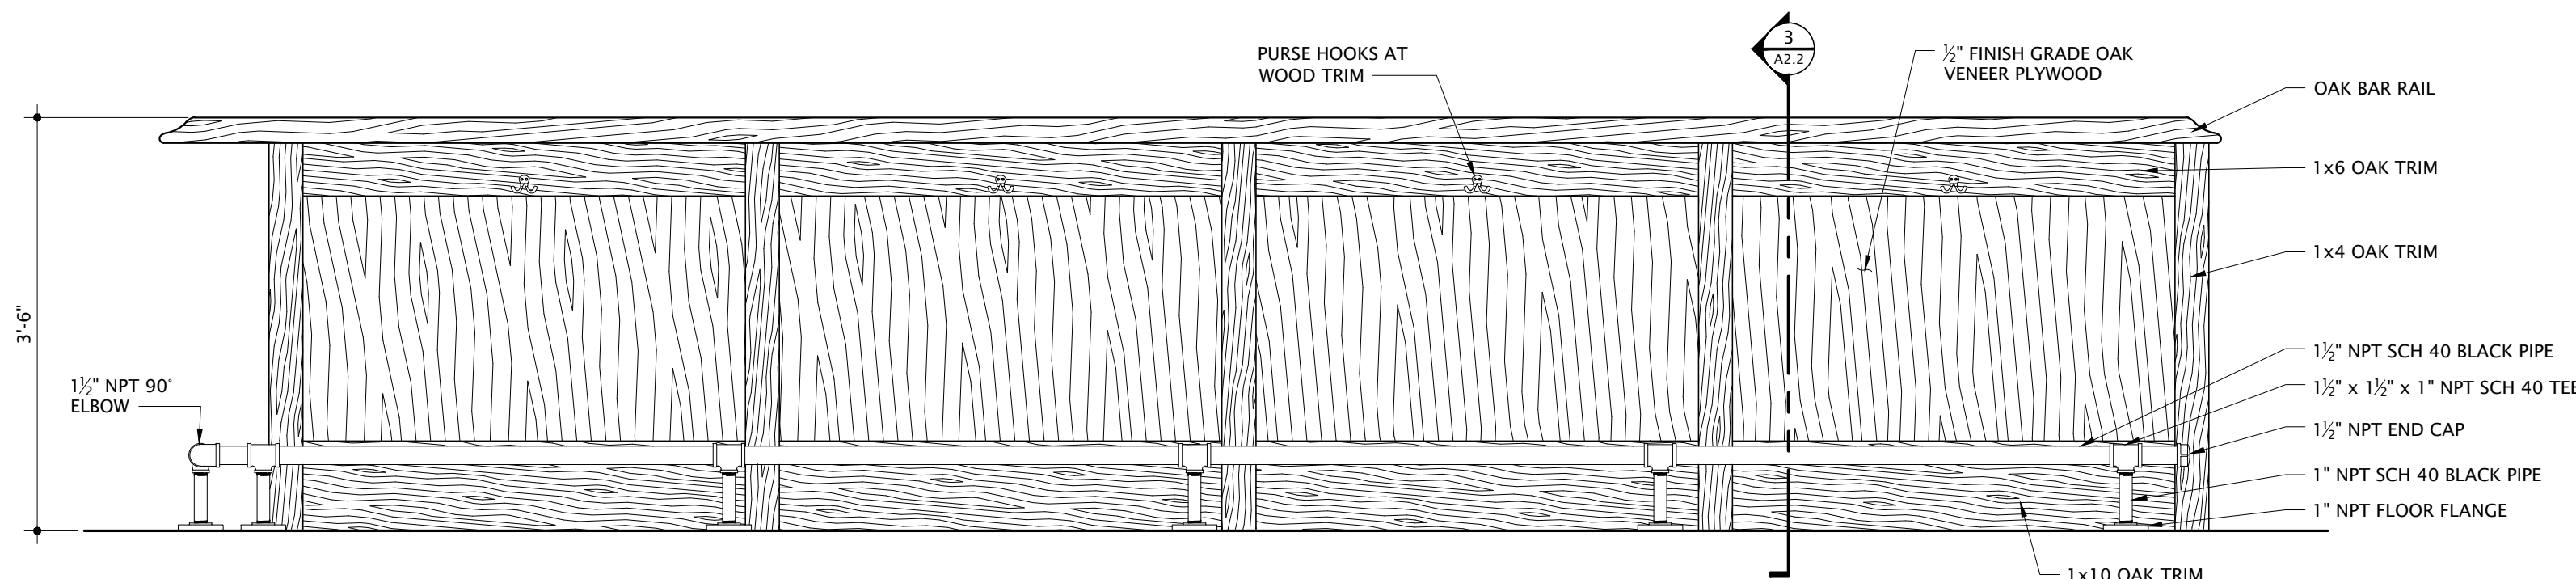 PURSE HOOKS AT
WOOD TRIM
3
A2.2
½" FINISH GRADE OAK
VENEER PLYWOOD
OAK BAR RAIL
1x6 OAK TRIM
1x4 OAK TRIM
3'-6"
1½" NPT 90°
ELBOW
1½" NPT SCH 40 BLACK PIPE
1½" x 1½" x 1" NPT SCH 40 TEE
1½" NPT END CAP
1" NPT SCH 40 BLACK PIPE
1" NPT FLOOR FLANGE
1x10 OAK TRIM